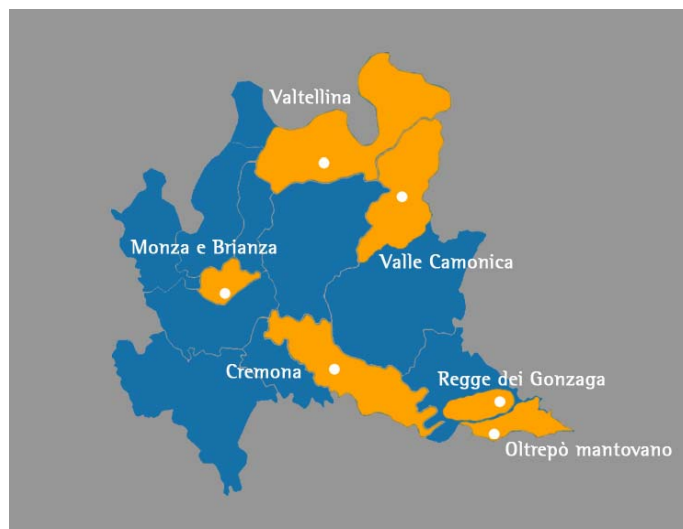 Valtellina
Monza e Brianza
Valle Camonica
Cremona
Regge dei Gonzaga
Oltrepò mantovano